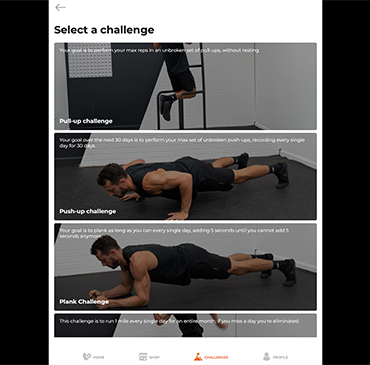 Select a challenge
Your goal is to perform your max reps in an unbroken set of pull-ups, without resting.
Pull-up challenge
Your goal over the next 30 days is to perform your max set of unbroken push-ups, recording every single
day for 30 days.
Push-up challenge
Your goal is to plank as long as you can every single day, adding 5 seconds until you cannot add 5
seconds anymore.
Plank Challenge
This challenge is to run 1 mile every single day for an entire month, if you miss a day you're eliminated.
HOME
SHOP
CHALLENGES
PROFILE